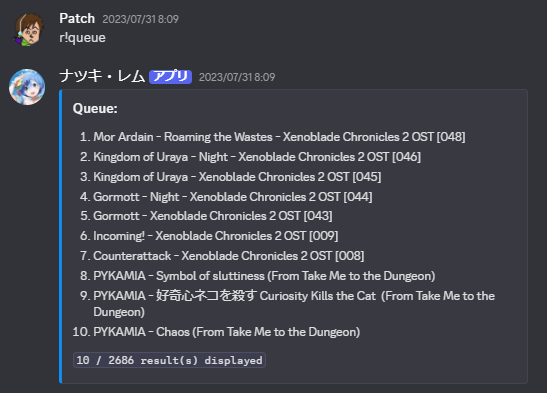 Patch 2023/07/31 8:09
r!queue
ナツキ・レム アプリ 2023/07/31 8:09
Queue:
1. Mor Ardain - Roaming the Wastes - Xenoblade Chronicles 2 OST [048]
2. Kingdom of Uraya - Night - Xenoblade Chronicles 2 OST [046]
3. Kingdom of Uraya - Xenoblade Chronicles 2 OST [045]
4. Gormott - Night - Xenoblade Chronicles 2 OST [044]
5. Gormott - Xenoblade Chronicles 2 OST [043]
6. Incoming! - Xenoblade Chronicles 2 OST [009]
7. Counterattack - Xenoblade Chronicles 2 OST [008]
8. PYKAMIA - Symbol of sluttiness (From Take Me to the Dungeon)
9. PYKAMIA - 好奇心ネコを殺す Curiosity Kills the Cat (From Take Me to the
Dungeon)
10. PYKAMIA - Chaos (From Take Me to the Dungeon)
10 / 2686 result(s) displayed